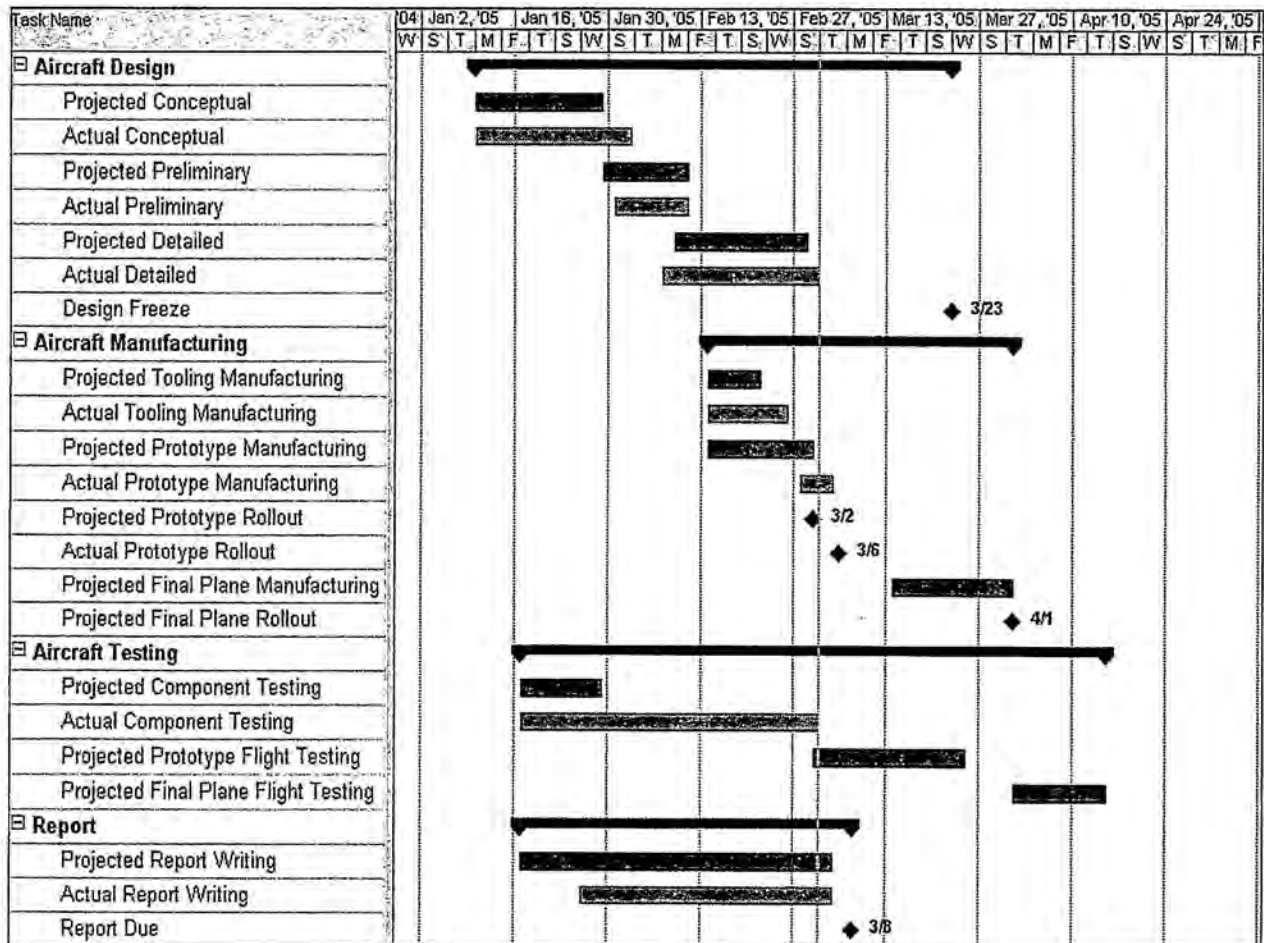 Task Name '04 Jan 2, '05 Jan 16, '05 Jan 30, '05 Feb 13, '05 Feb 27, '05 Mar 13, '05 Mar 27, '05 Apr 10, '05 Apr 24, '05
W S T M F T S W S T M F T S W S T M F T S W S T M F T S W S T M F
Aircraft Design
Projected Conceptual
Actual Conceptual
Projected Preliminary
Actual Preliminary
Projected Detailed
Actual Detailed
Design Freeze 3/23
Aircraft Manufacturing
Projected Tooling Manufacturing
Actual Tooling Manufacturing
Projected Prototype Manufacturing
Actual Prototype Manufacturing
Projected Prototype Rollout 3/2
Actual Prototype Rollout 3/6
Projected Final Plane Manufacturing
Projected Final Plane Rollout 4/1
Aircraft Testing
Projected Component Testing
Actual Component Testing
Projected Prototype Flight Testing
Projected Final Plane Flight Testing
Report
Projected Report Writing
Actual Report Writing
Report Due 3/8